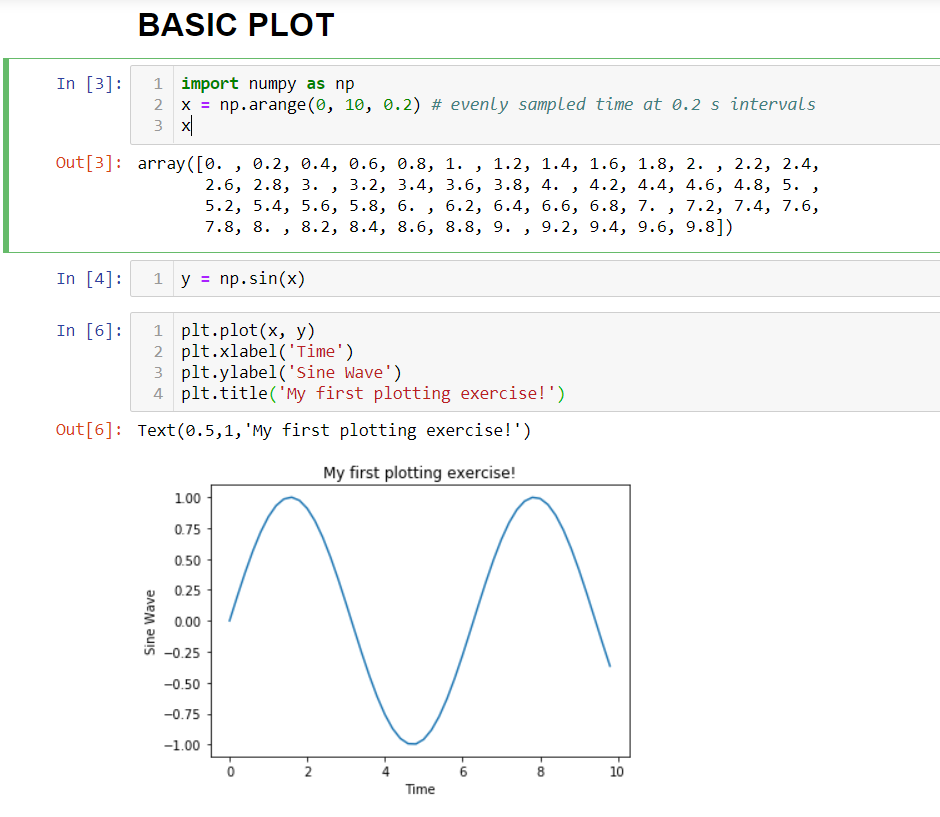 BASIC PLOT
In [3]:
1 import numpy as np
2 x = np.arange(0, 10, 0.2) # evenly sampled time at 0.2 s intervals
3 x
Out[3]: array([0. , 0.2, 0.4, 0.6, 0.8, 1. , 1.2, 1.4, 1.6, 1.8, 2. , 2.2, 2.4,
2.6, 2.8, 3. , 3.2, 3.4, 3.6, 3.8, 4. , 4.2, 4.4, 4.6, 4.8, 5. ,
5.2, 5.4, 5.6, 5.8, 6. , 6.2, 6.4, 6.6, 6.8, 7. , 7.2, 7.4, 7.6,
7.8, 8. , 8.2, 8.4, 8.6, 8.8, 9. , 9.2, 9.4, 9.6, 9.8])
In [4]: 1 y = np.sin(x)
In [6]: 1 plt.plot(x, y)
2 plt.xlabel('Time')
3 plt.ylabel('Sine Wave')
4 plt.title('My first plotting exercise!')
Out[6]: Text(0.5,1,'My first plotting exercise!')
My first plotting exercise!
1.00
0.75
0.50
0.25
0.00
−0.25
−0.50
−0.75
−1.00
Sine Wave
0 2 4 6 8 10
Time